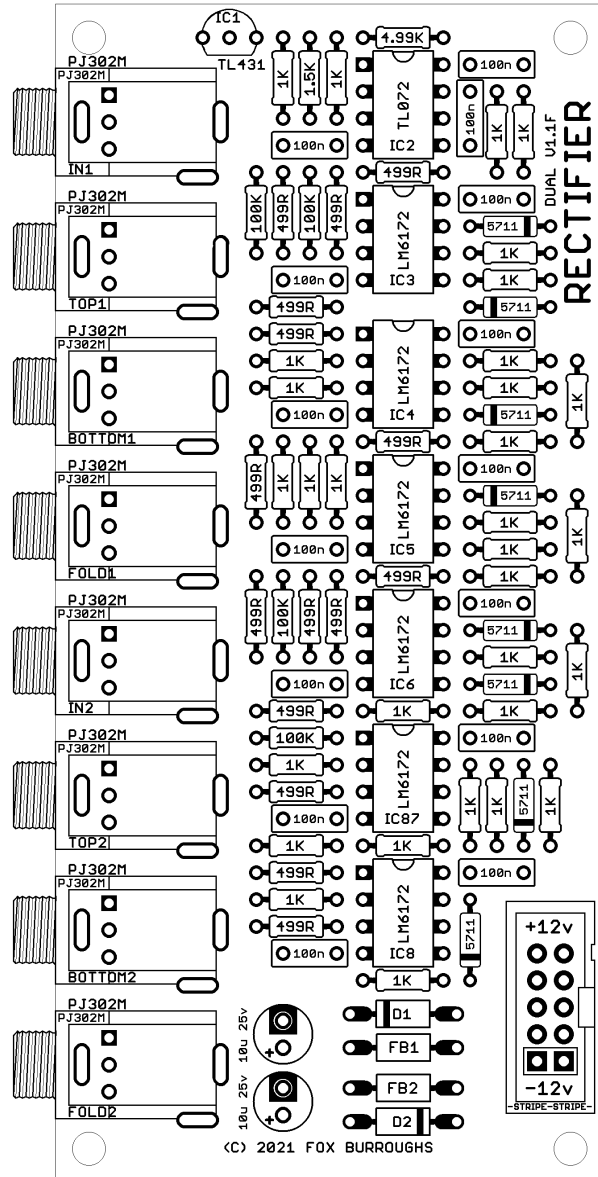 IC1
TL431
PJ302M
PJ302M
IN1
PJ302M
PJ302M
TOP1
PJ302M
PJ302M
BOTTOM1
PJ302M
PJ302M
FOLD1
PJ302M
PJ302M
IN2
PJ302M
PJ302M
TOP2
PJ302M
PJ302M
BOTTOM2
PJ302M
PJ302M
FOLD2
1K
1.5K
1K
100n
100K
499R
100K
499R
100n
499R
499R
1K
1K
100n
499R
1K
1K
1K
100n
499R
100K
499R
499R
100n
499R
100K
1K
499R
100n
1K
499R
1K
499R
100n
4.99K
TL072
IC2
499R
LM6172
IC3
LM6172
IC4
499R
LM6172
IC5
499R
LM6172
IC6
1K
LM6172
IC87
1K
LM6172
IC8
1K
100n
100n
1K
1K
DUAL V1.1F
RECTIFIER
100n
5711
1K
1K
5711
100n
1K
1K
1K
5711
1K
100n
5711
1K
1K
1K
1K
100n
5711
1K
1K
5711
1K
100n
1K
1K
5711
1K
100n
5711
+12v
-12v
-STRIPE-STRIPE-
10u 25v
+
10u 25v
+
D1
FB1
FB2
D2
(C) 2021 FOX BURROUGHS